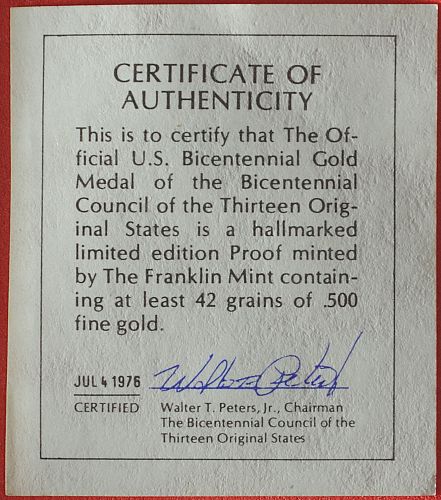 CERTIFICATE OF
AUTHENTICITY
This is to certify that The Of-
ficial U.S. Bicentennial Gold
Medal of the Bicentennial
Council of the Thirteen Orig-
inal States is a hallmarked
limited edition Proof minted
by The Franklin Mint contain-
ing at least 42 grains of .500
fine gold.
JUL 4 1976 Walter Peters Jr
CERTIFIED Walter T. Peters, Jr., Chairman
The Bicentennial Council of the
Thirteen Original States